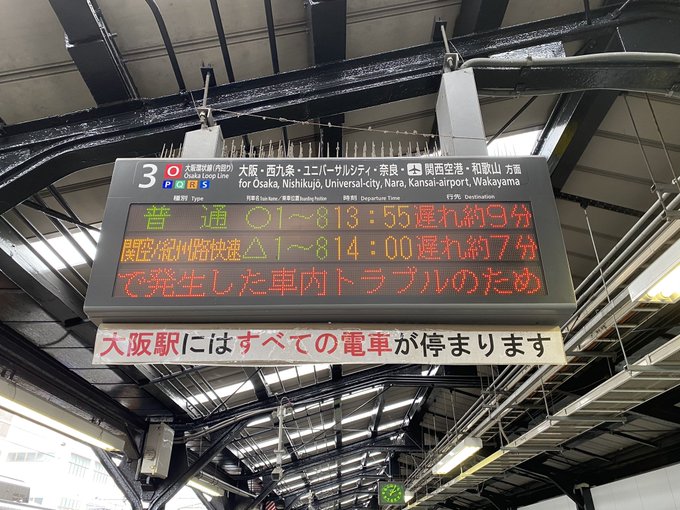 3 O 大阪環状線(内回り) 大阪・西九条・ユニバーサルシティ・奈良・関西空港・和歌山 方面
Osaka Loop Line for Osaka, Nishikujō, Universal-city, Nara, Kansai-airport, Wakayama
P Q R S
種別 Type 列車名 Train Name / 乗車位置 Boarding Position 時刻 Departure Time 行先 Destination
普通 ○1~8 13:55 遅れ約9分
関空/紀州路快速 △1~8 14:00 遅れ約7分
で発生した車内トラブルのため
大阪駅にはすべての電車が停まります